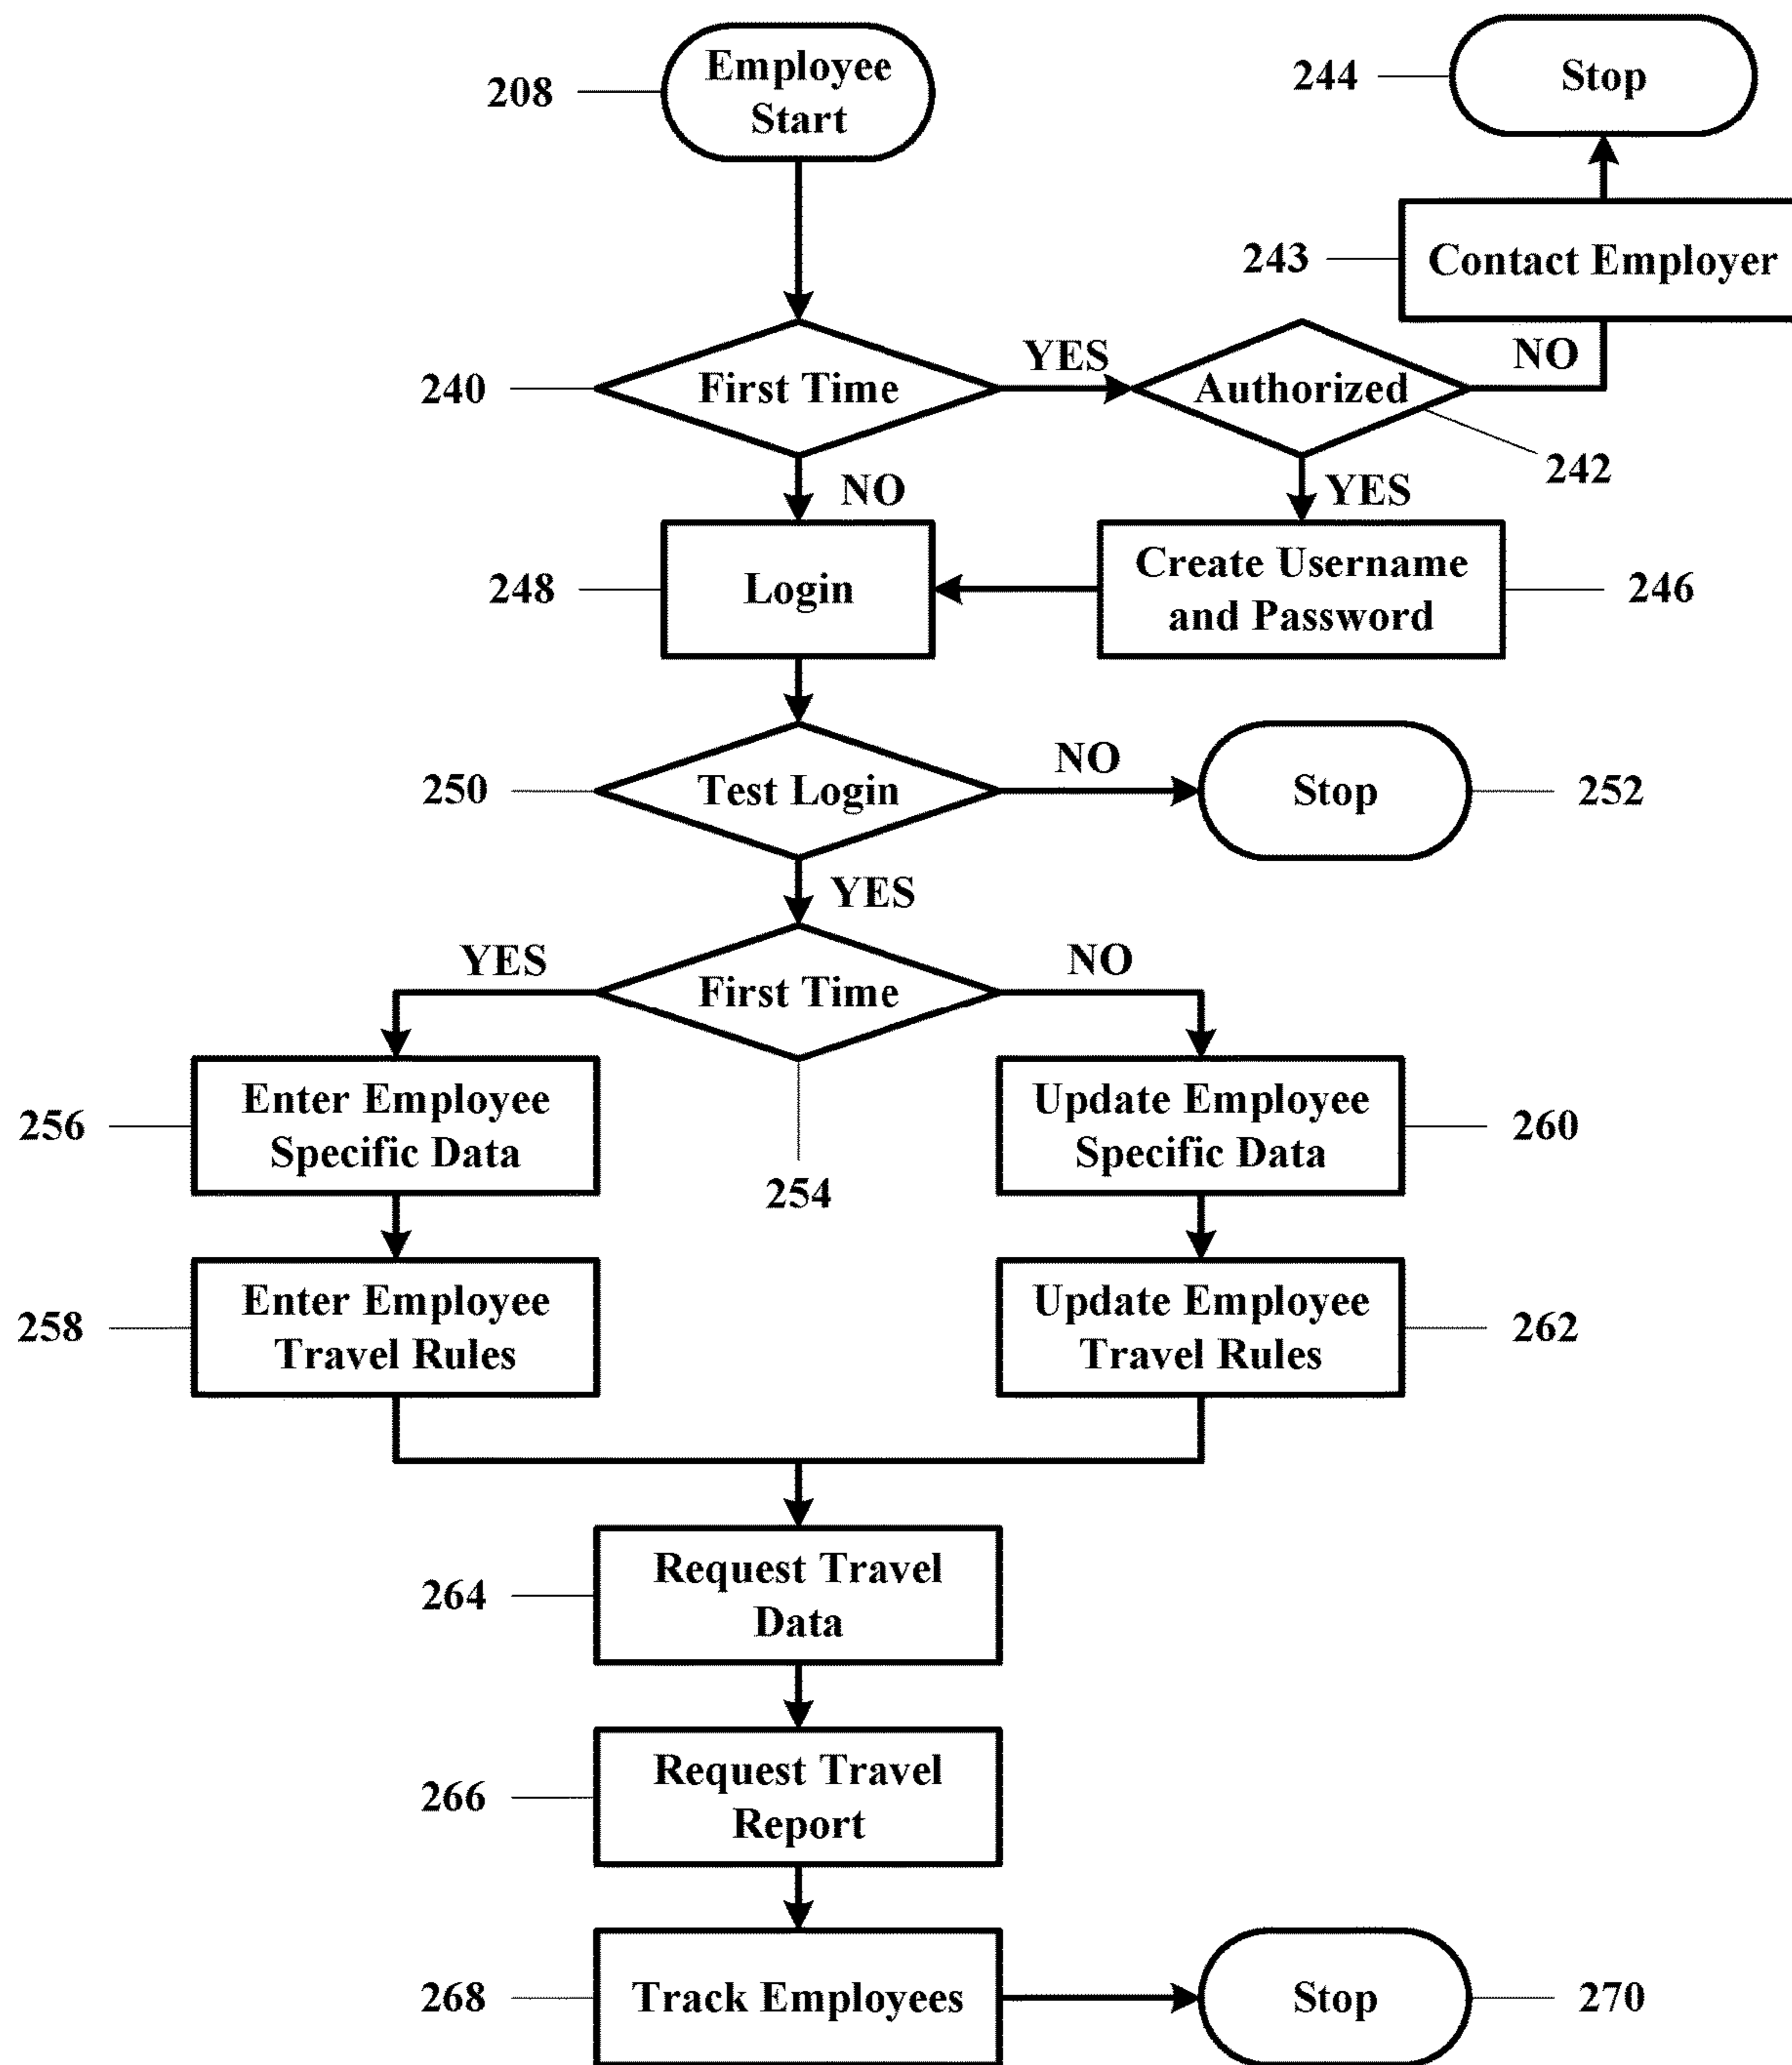 Employee
Start
208
244
Stop
243
Contact Employer
240
First Time
YES
Authorized
NO
242
NO
YES
248
Login
Create Username
and Password
246
250
Test Login
NO
Stop
252
YES
YES
First Time
NO
254
256
Enter Employee
Specific Data
Update Employee
Specific Data
260
258
Enter Employee
Travel Rules
Update Employee
Travel Rules
262
264
Request Travel
Data
266
Request Travel
Report
268
Track Employees
Stop
270